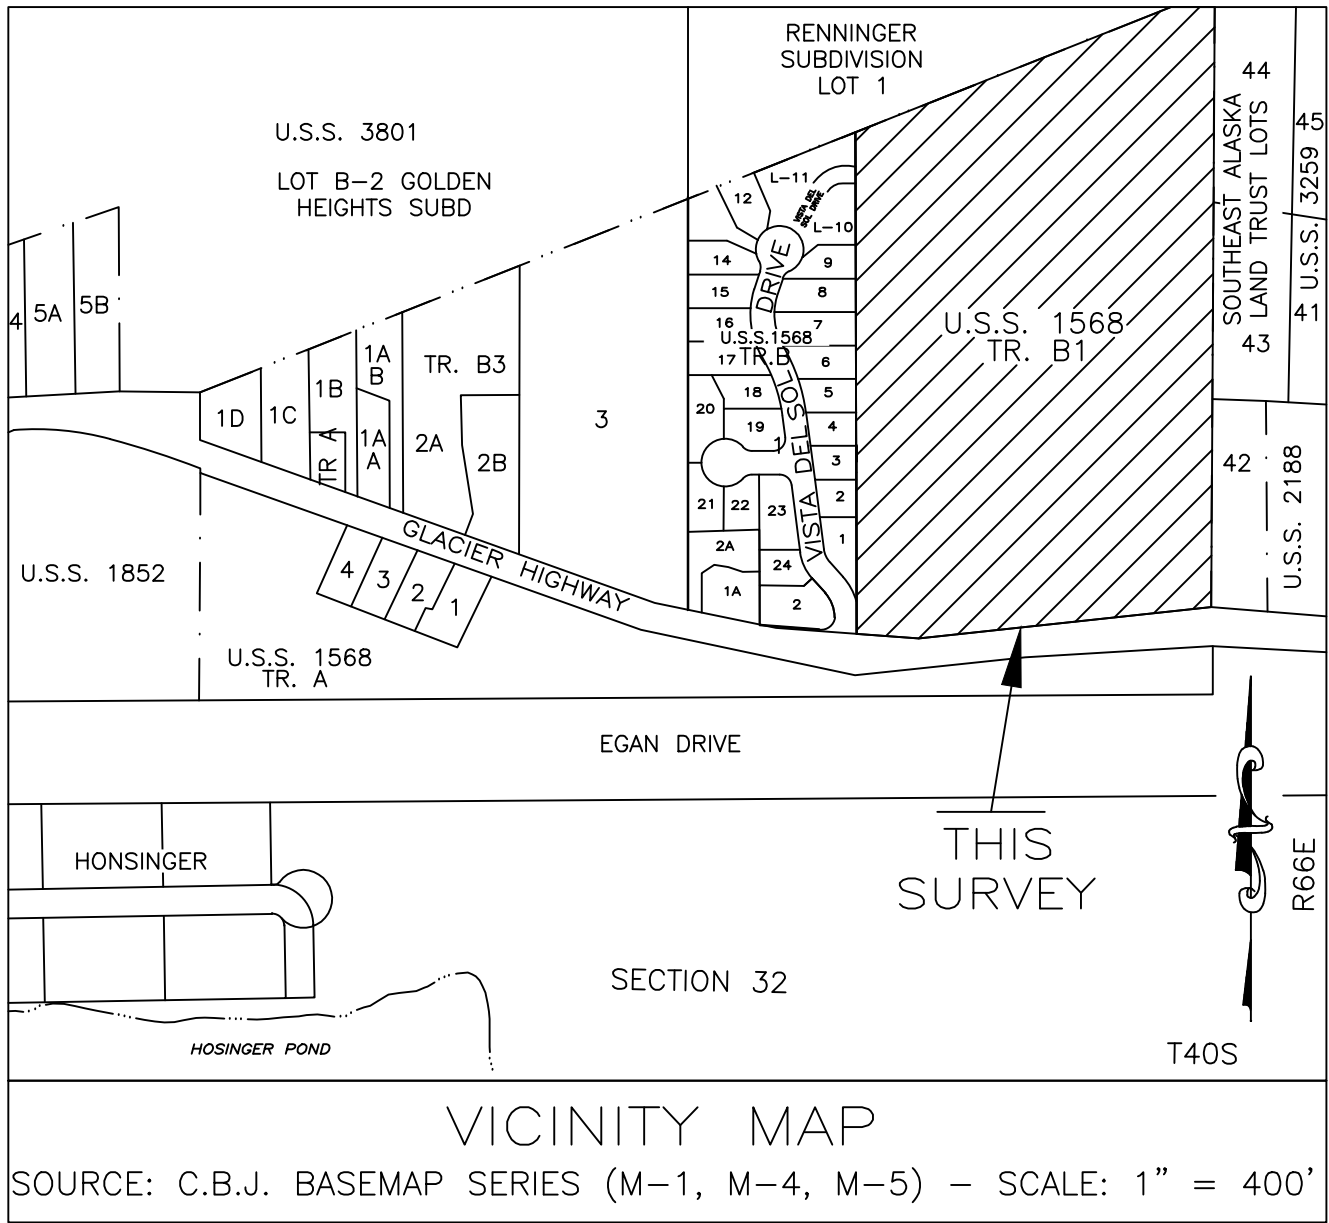 RENNINGER
SUBDIVISION
LOT 1
U.S.S. 3801
LOT B-2 GOLDEN
HEIGHTS SUBD
44
45
SOUTHEAST ALASKA
LAND TRUST LOTS
U.S.S. 3259
43
41
42
U.S.S. 2188
4
5A
5B
1D
1C
1B
TR A
1A
B
1A
A
TR. B3
2A
2B
3
12
L-11
VISTA DEL
SOL DRIVE
L-10
14
9
15
8
16
7
U.S.S.1568
TR.B
17
6
18
5
20
19
4
1
3
21
22
23
2
1
2A
24
1A
2
VISTA DEL SOL DRIVE
U.S.S. 1568
TR. B1
GLACIER HIGHWAY
4
3
2
1
U.S.S. 1852
U.S.S. 1568
TR. A
EGAN DRIVE
THIS
SURVEY
HONSINGER
R66E
SECTION 32
HOSINGER POND
T40S
VICINITY MAP
SOURCE: C.B.J. BASEMAP SERIES (M-1, M-4, M-5) - SCALE: 1" = 400'